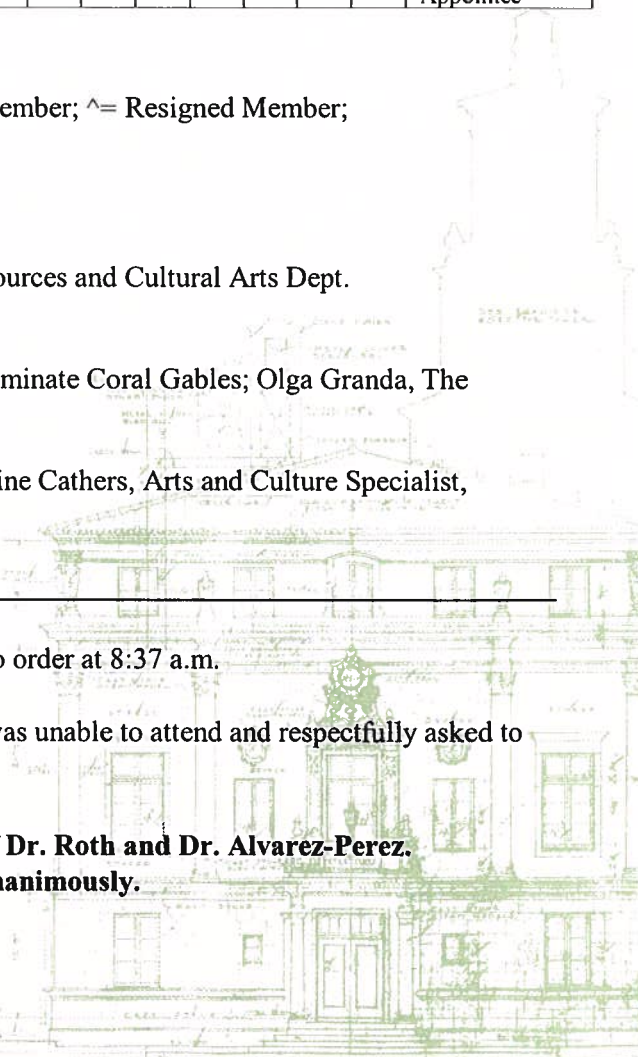 ember; ^= Resigned Member;
ources and Cultural Arts Dept.
minate Coral Gables; Olga Granda, The
ine Cathers, Arts and Culture Specialist,
o order at 8:37 a.m.
as unable to attend and respectfully asked to
Dr. Roth and Dr. Alvarez-Perez.
nanimously.